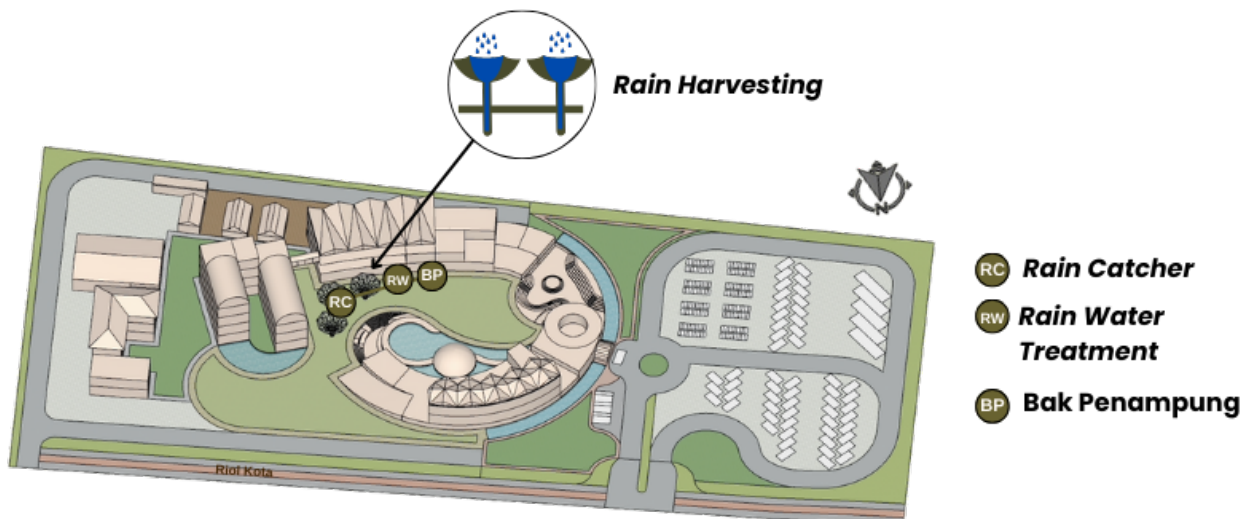 Rain Harvesting
N
RW
BP
RC
RC Rain Catcher
RW Rain Water
Treatment
BP Bak Penampung
Riol Kota